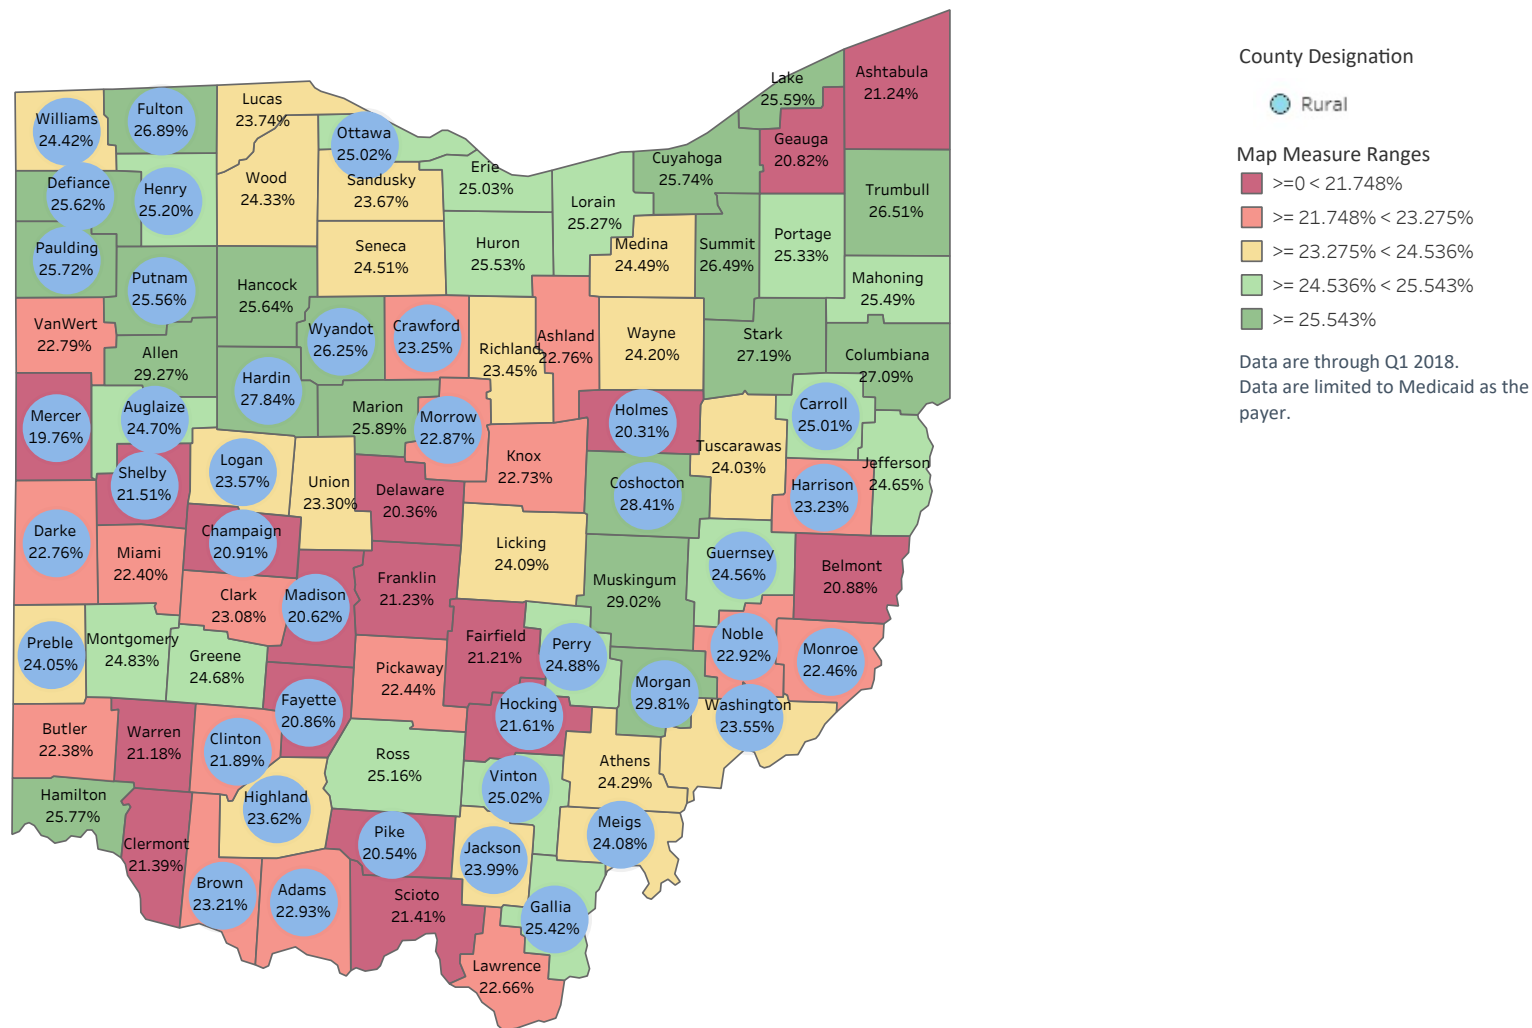 County Designation
Rural
Map Measure Ranges
>=0 < 21.748%
>= 21.748% < 23.275%
>= 23.275% < 24.536%
>= 24.536% < 25.543%
>= 25.543%
Data are through Q1 2018.
Data are limited to Medicaid as the
payer.
Williams
24.42%
Fulton
26.89%
Lucas
23.74%
Ottawa
25.02%
Lake
25.59%
Ashtabula
21.24%
Geauga
20.82%
Cuyahoga
25.74%
Defiance
25.62%
Henry
25.20%
Wood
24.33%
Sandusky
23.67%
Erie
25.03%
Lorain
25.27%
Trumbull
26.51%
Paulding
25.72%
Putnam
25.56%
Hancock
25.64%
Seneca
24.51%
Huron
25.53%
Medina
24.49%
Summit
26.49%
Portage
25.33%
Mahoning
25.49%
VanWert
22.79%
Allen
29.27%
Wyandot
26.25%
Crawford
23.25%
Richland
23.45%
Ashland
22.76%
Wayne
24.20%
Stark
27.19%
Columbiana
27.09%
Hardin
27.84%
Mercer
19.76%
Auglaize
24.70%
Marion
25.89%
Morrow
22.87%
Holmes
20.31%
Carroll
25.01%
Tuscarawas
24.03%
Jefferson
24.65%
Shelby
21.51%
Logan
23.57%
Union
23.30%
Delaware
20.36%
Knox
22.73%
Coshocton
28.41%
Harrison
23.23%
Darke
22.76%
Miami
22.40%
Champaign
20.91%
Licking
24.09%
Guernsey
24.56%
Belmont
20.88%
Clark
23.08%
Madison
20.62%
Franklin
21.23%
Muskingum
29.02%
Preble
24.05%
Montgomery
24.83%
Greene
24.68%
Pickaway
22.44%
Fairfield
21.21%
Perry
24.88%
Noble
22.92%
Monroe
22.46%
Morgan
29.81%
Washington
23.55%
Fayette
20.86%
Hocking
21.61%
Butler
22.38%
Warren
21.18%
Clinton
21.89%
Ross
25.16%
Athens
24.29%
Vinton
25.02%
Hamilton
25.77%
Highland
23.62%
Meigs
24.08%
Pike
20.54%
Jackson
23.99%
Clermont
21.39%
Brown
23.21%
Adams
22.93%
Scioto
21.41%
Gallia
25.42%
Lawrence
22.66%